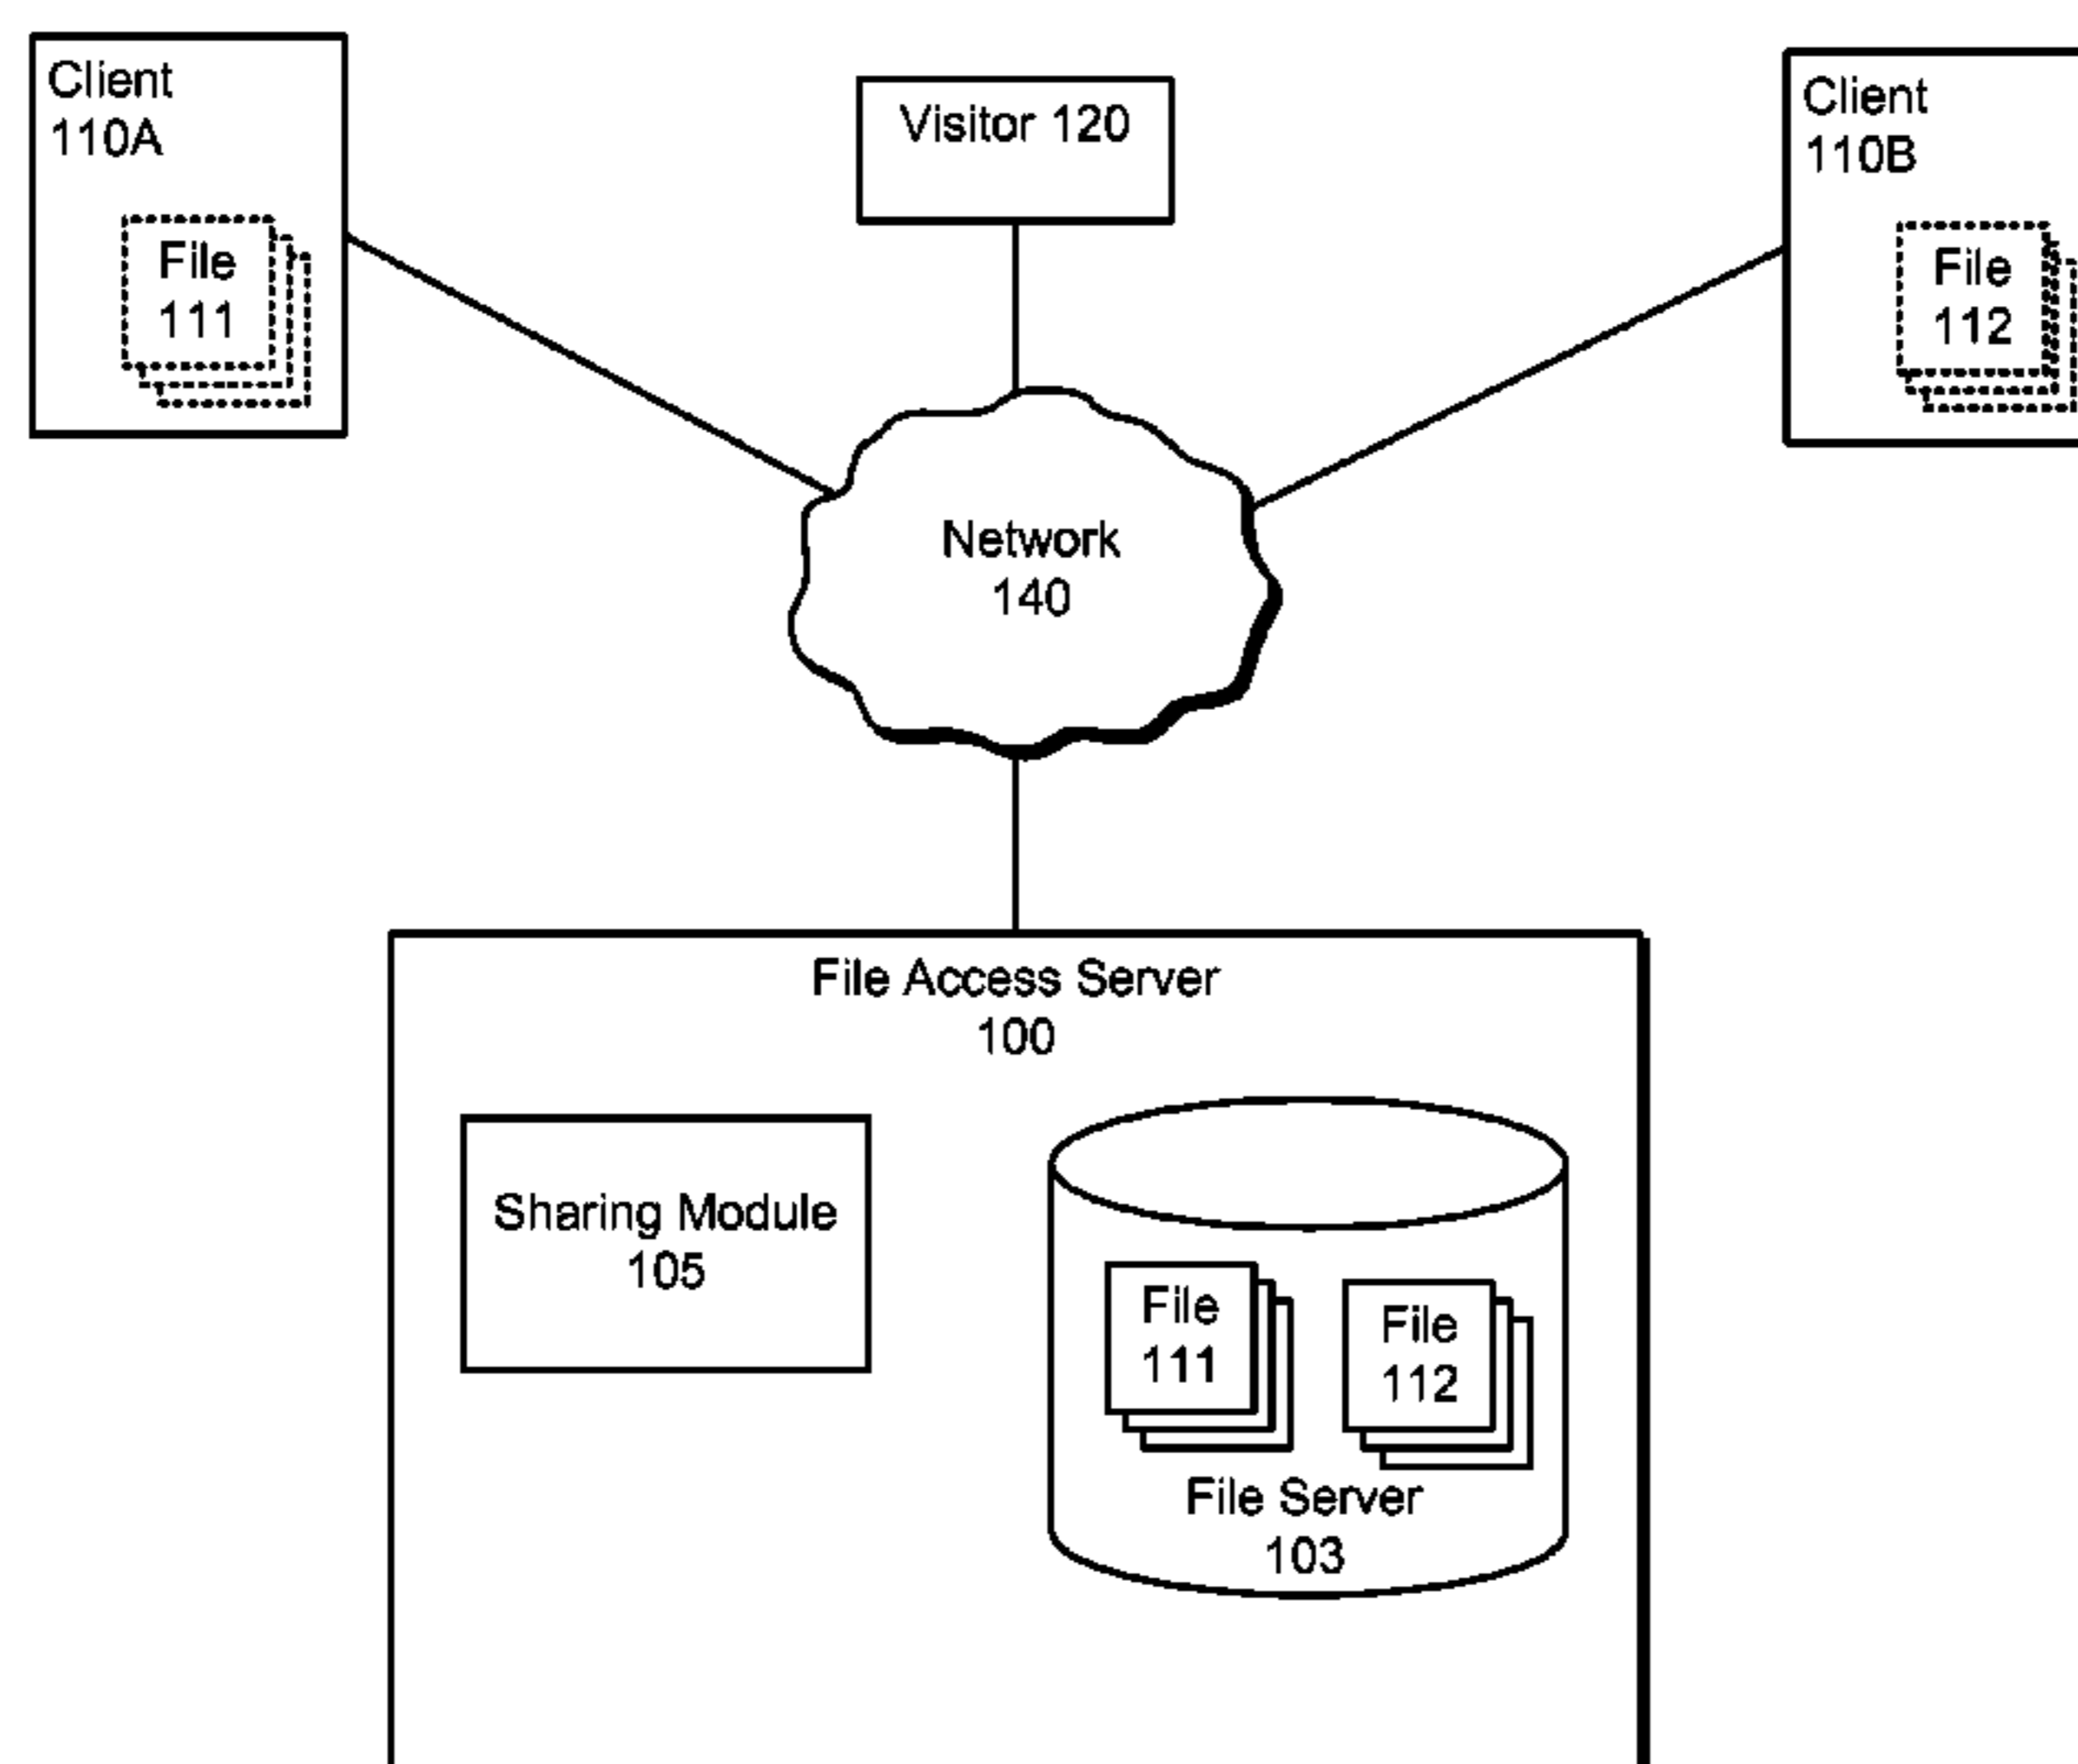 Client
110A
File
111
Visitor 120
Client
110B
File
112
Network
140
File Access Server
100
Sharing Module
105
File
111
File
112
File Server
103